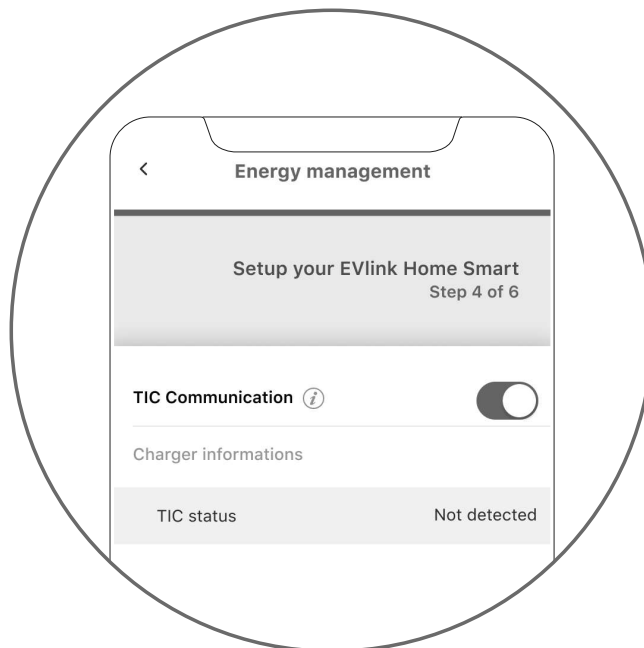 Energy management
Setup your EVlink Home Smart
Step 4 of 6
TIC Communication i
Charger informations
TIC status Not detected